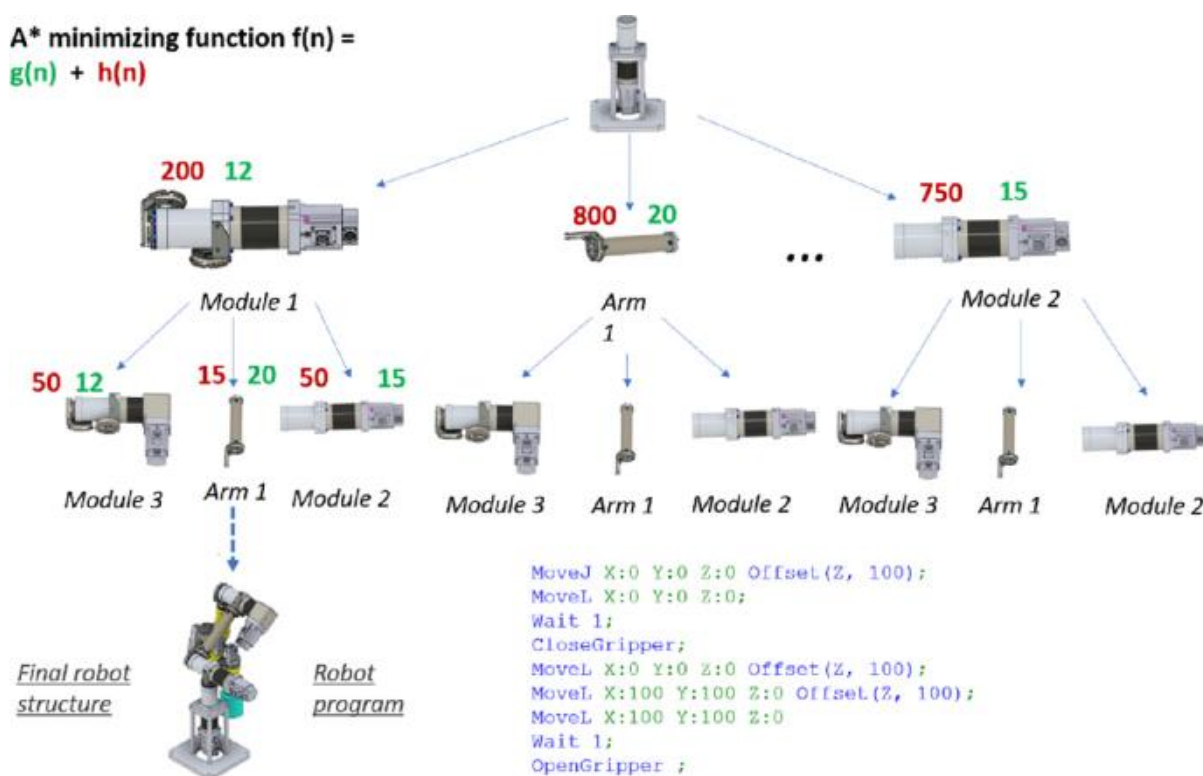 A* minimizing function f(n) =
g(n) + h(n)
200 12
800 20
750 15
...
Module 1
Arm
1
Module 2
50 12
15 20
50 15
Module 3
Arm 1
Module 2
Module 3
Arm 1
Module 2
Module 3
Arm 1
Module 2
MoveJ X:0 Y:0 Z:0 Offset(Z, 100);
MoveL X:0 Y:0 Z:0;
Wait 1;
CloseGripper;
MoveL X:0 Y:0 Z:0 Offset(Z, 100);
MoveL X:100 Y:100 Z:0 Offset(Z, 100);
MoveL X:100 Y:100 Z:0
Wait 1;
OpenGripper ;
Final robot
structure
Robot
program